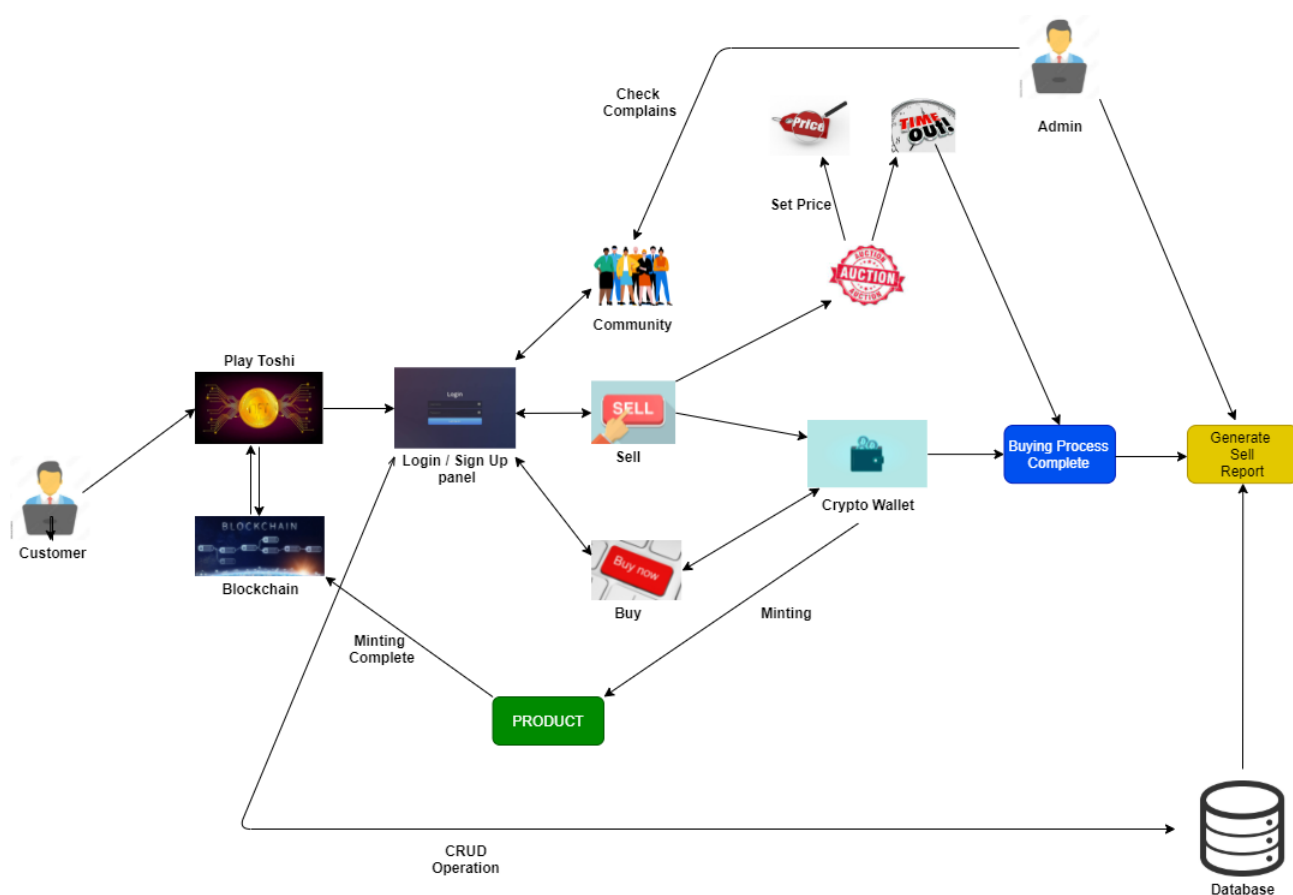 Admin
Check
Complains
Price
TIME
OUT!
Set Price
AUCTION
AUCTION
AUCTION
Community
Play Toshi
Login
SELL
Login / Sign Up
panel
Sell
Buying Process
Complete
Generate
Sell
Report
Crypto Wallet
BLOCKCHAIN
Customer
Blockchain
Buy now
Buy
Minting
Minting
Complete
PRODUCT
CRUD
Operation
Database